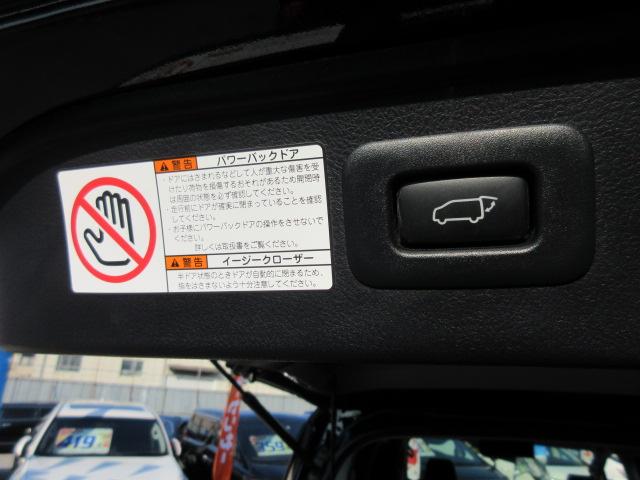 警告 パワーバックドア
・ドアにはさまれるなどして人が重大な傷害を受
けたり荷物を損傷するおそれがあるため開閉時
は周囲の状態を必ず確認してください。
・走行前にドアが確実に閉まっていることを確認
してください。
・お子様にパワーバックドアの操作をさせないで
ください。
詳しくは取扱書をご覧ください。
警告 イージークローザー
半ドア状態のときドアが自動的に閉まるため、
指をはさまないよう十分注意してください。
419
359